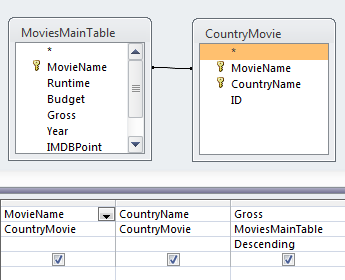 MoviesMainTable
*
MovieName
Runtime
Budget
Gross
Year
IMDBPoint
CountryMovie
*
MovieName
CountryName
ID
MovieName CountryName Gross
CountryMovie CountryMovie MoviesMainTable
Descending